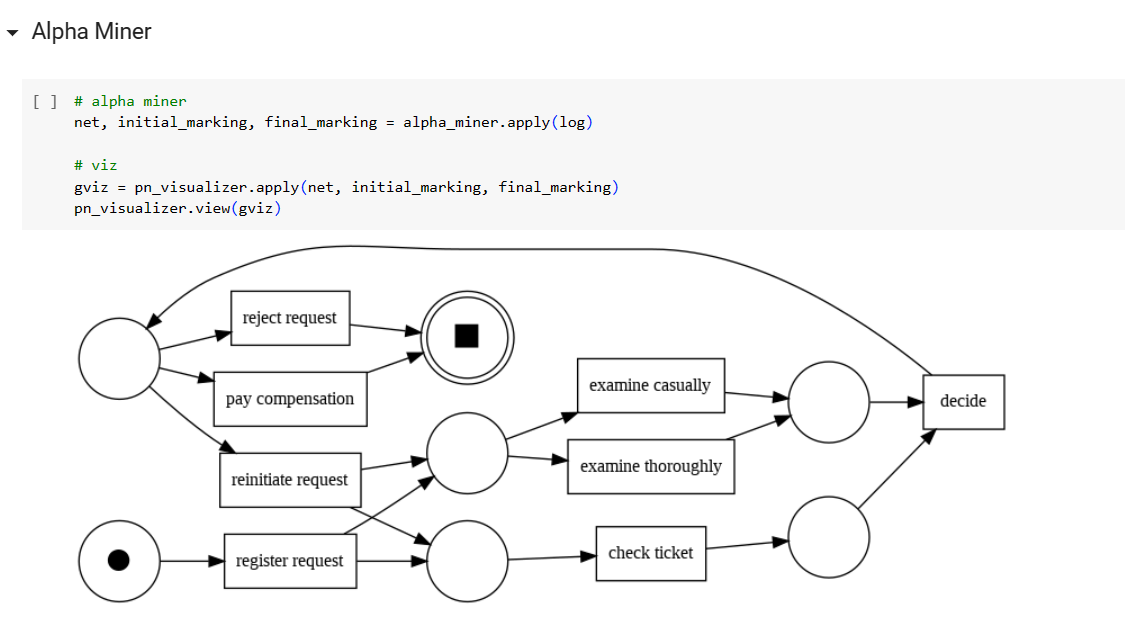 Alpha Miner
[ ] # alpha miner
net, initial_marking, final_marking = alpha_miner.apply(log)
# viz
gviz = pn_visualizer.apply(net, initial_marking, final_marking)
pn_visualizer.view(gviz)
reject request
pay compensation
examine casually
decide
examine thoroughly
reinitiate request
register request
check ticket